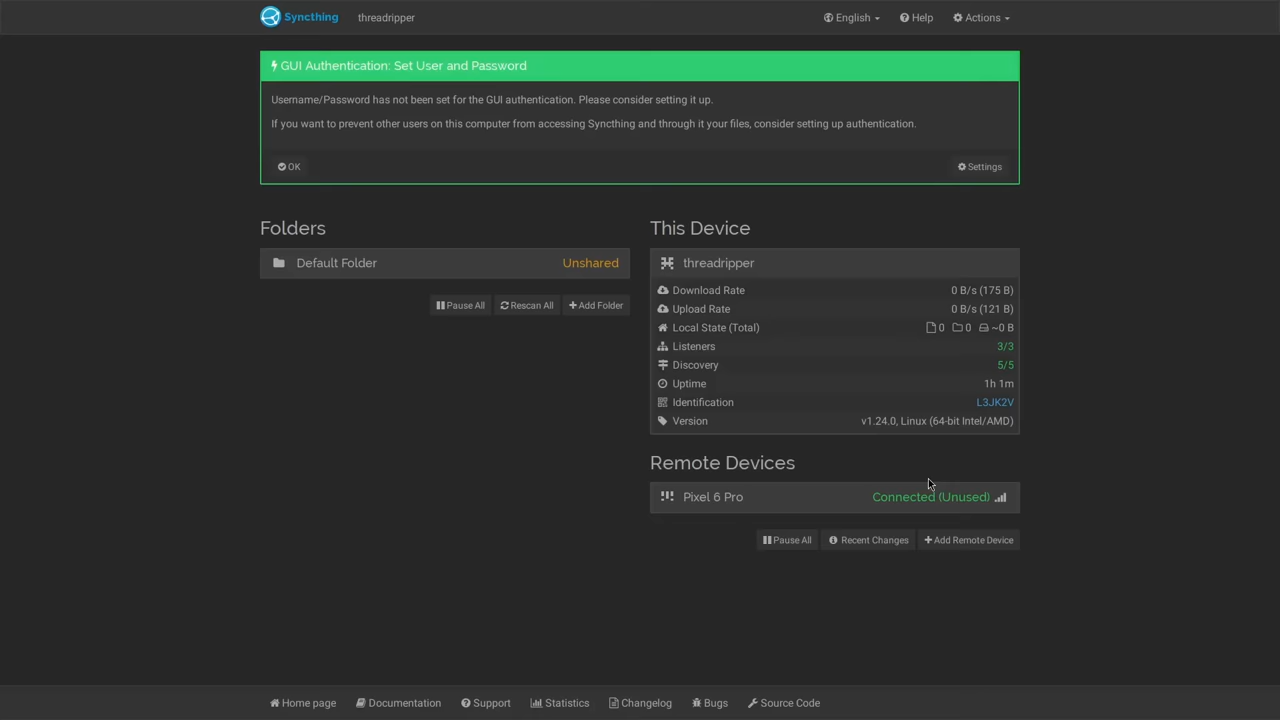 Syncthing threadripper English Help Actions
GUI Authentication: Set User and Password
Username/Password has not been set for the GUI authentication. Please consider setting it up.
If you want to prevent other users on this computer from accessing Syncthing and through it your files, consider setting up authentication.
OK Settings
Folders
Default Folder Unshared
Pause All Rescan All Add Folder
This Device
threadripper
Download Rate 0 B/s (175 B)
Upload Rate 0 B/s (121 B)
Local State (Total) 0 0 ~0 B
Listeners 3/3
Discovery 5/5
Uptime 1h 1m
Identification L3JK2V
Version v1.24.0, Linux (64-bit Intel/AMD)
Remote Devices
Pixel 6 Pro Connected (Unused)
Pause All Recent Changes Add Remote Device
Home page Documentation Support Statistics Changelog Bugs Source Code